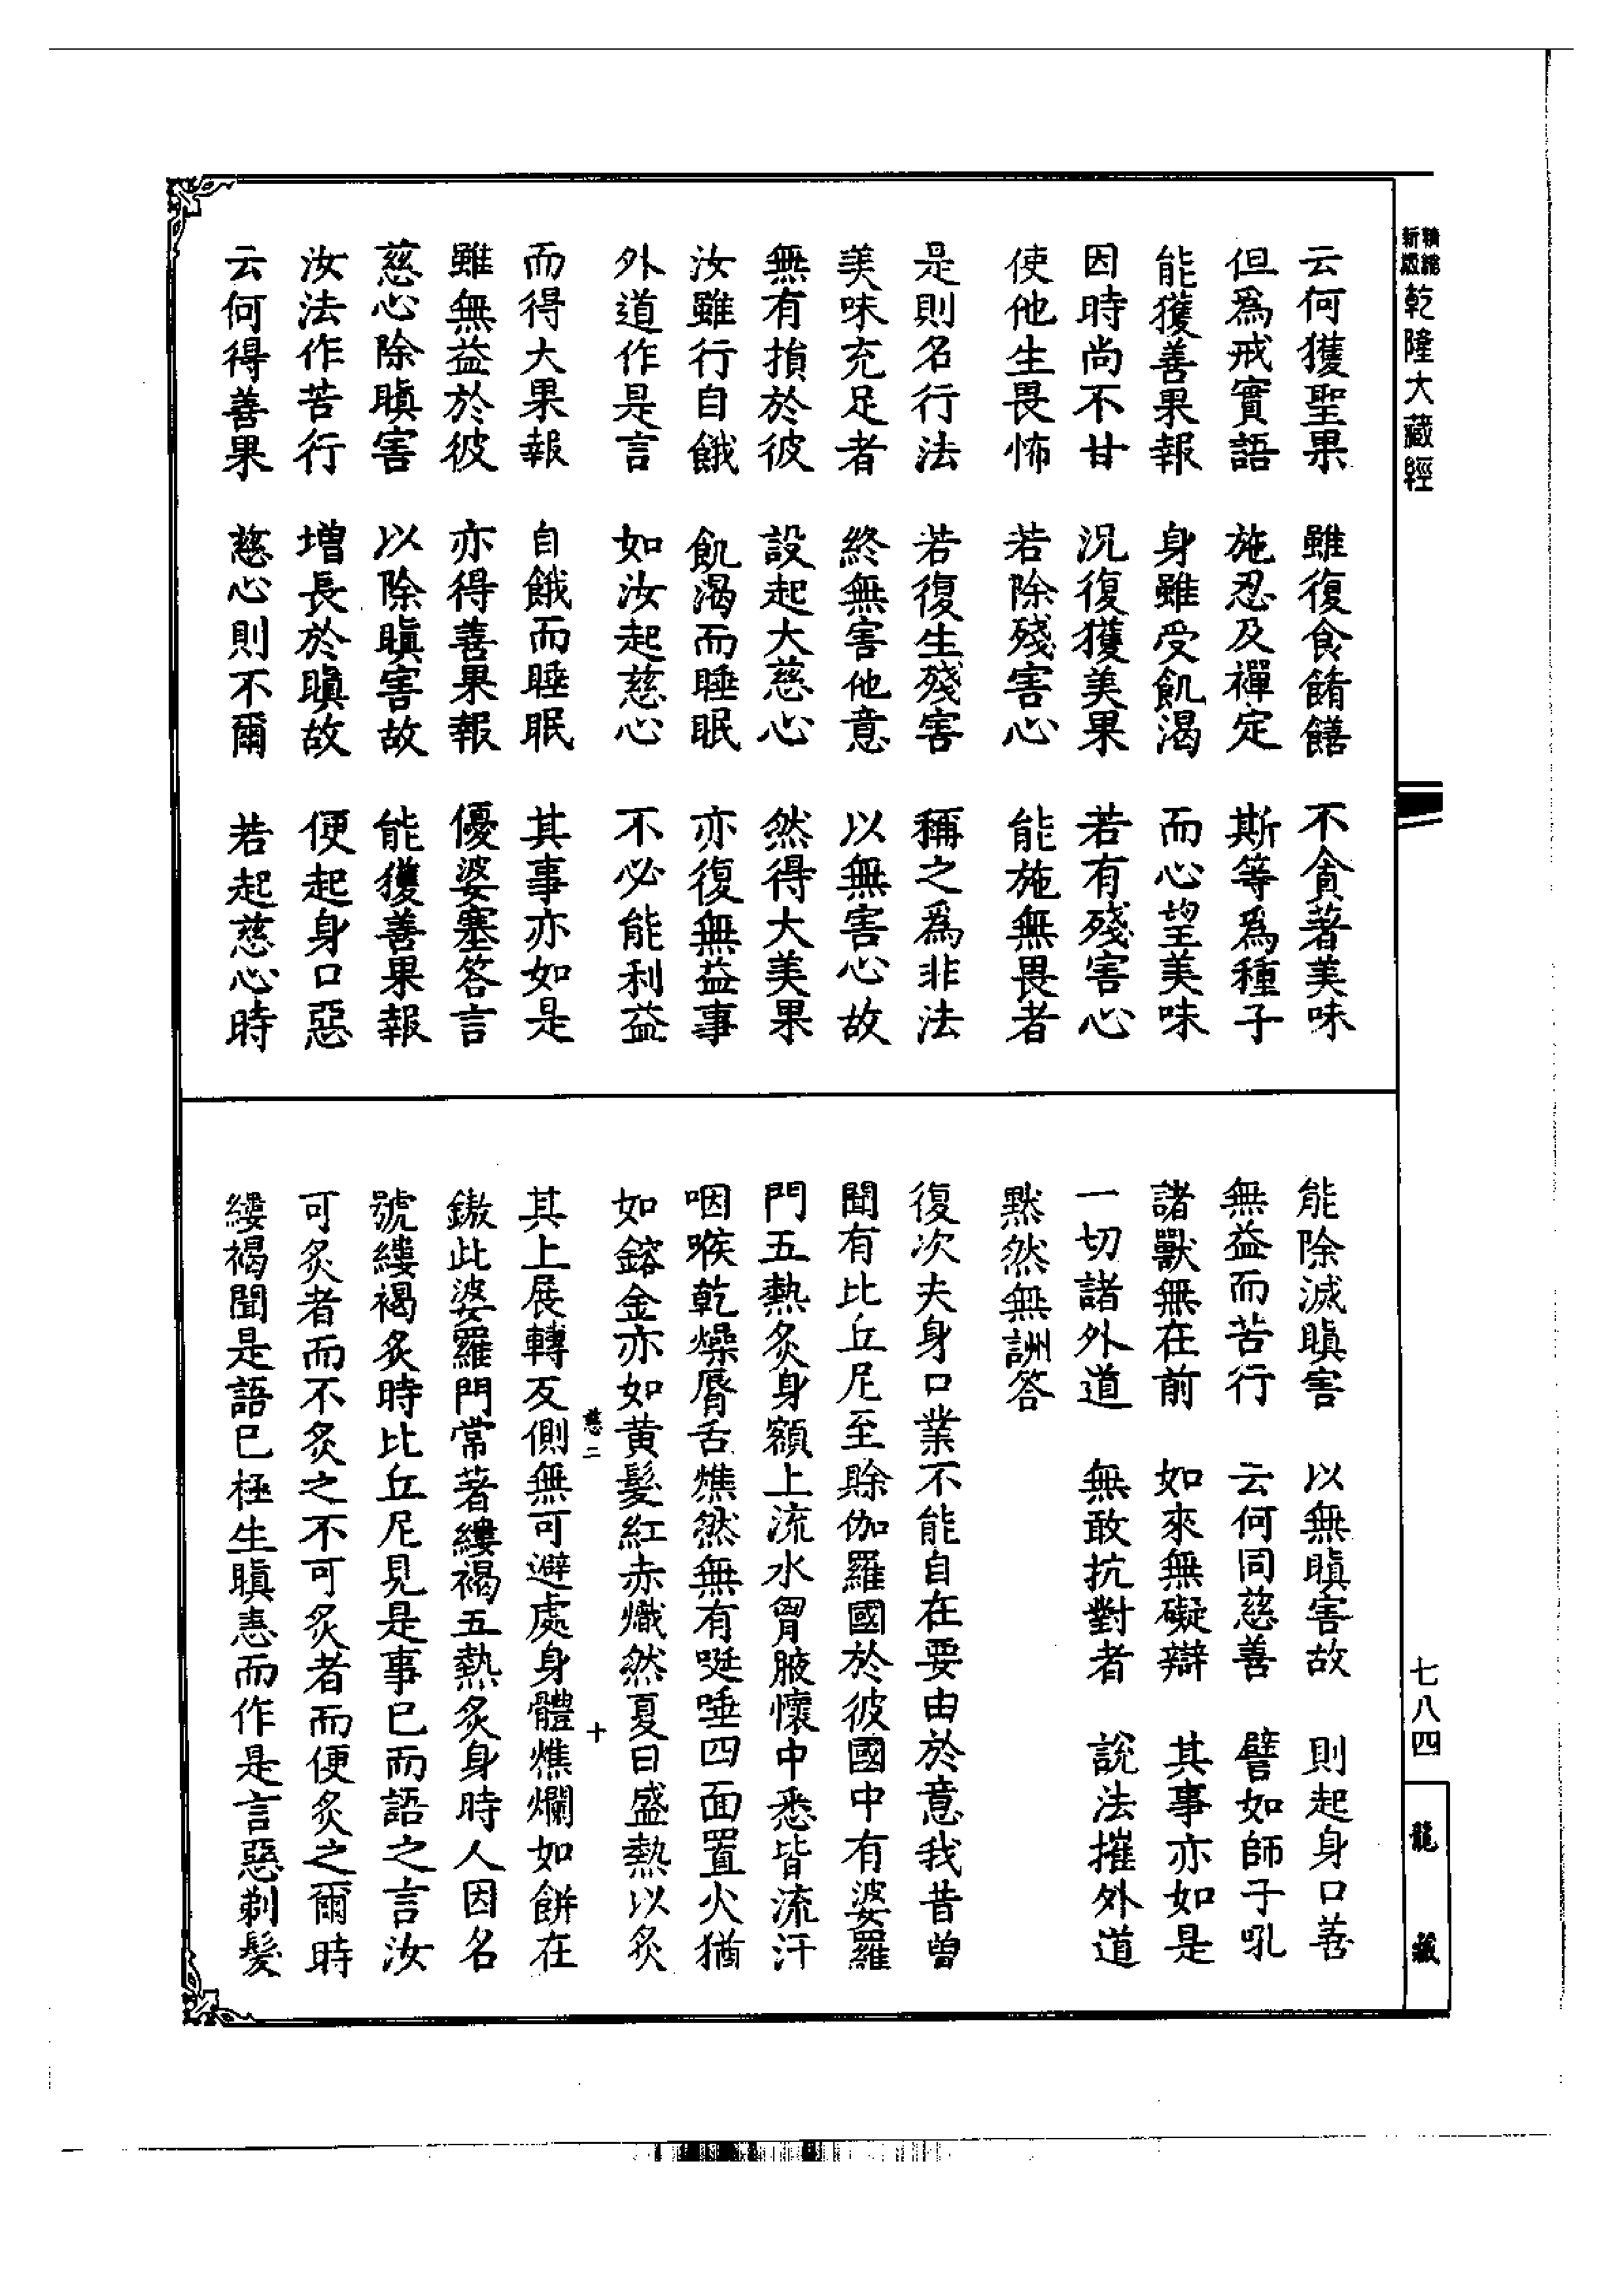 新版 精縮
乾隆大藏經
云何獲聖果 雖復食餚饍 不貪著美味
但爲戒實語 施忍及禪定 斯等爲種子
能獲善果報 身雖受飢渴 而心望美味
因時尚不甘 況復獲美果 若有殘害心
使他生畏怖 若除殘害心 能施無畏者
是則名行法 若復生殘害 稱之爲非法
美味充足者 終無害他意 以無害心故
無有損於彼 設起大慈心 然得大美果
汝雖行自餓 飢渴而睡眠 亦復無益事
外道作是言 如汝起慈心 不必能利益
而得大果報 自餓而睡眠 其事亦如是
雖無益於彼 亦得善果報 優婆塞答言
慈心除瞋害 以除瞋害故 能獲善果報
汝法作苦行 增長於瞋故 便起身口惡
云何得善果 慈心則不爾 若起慈心時
能除滅瞋害 以無瞋害故 則起身口善
無益而苦行 云何同慈善 譬如師子吼
諸獸無在前 如來無礙辯 其事亦如是
一切諸外道 無敢抗對者 說法摧外道
默然無詶答
復次夫身口業不能自在要由於意我昔曾
聞有比丘尼至賒伽羅國於彼國中有婆羅
門五熱炙身額上流水胷腋懷中悉皆流汗
咽喉乾燥脣舌燋然無有唌唾四面置火猶
如鎔金亦如黃髮紅赤熾然夏日盛熱以炙
慈二 十
其上展轉反側無可避處身體燋爛如餅在
鏊此婆羅門常著縷褐五熱炙身時人因名
號縷褐炙時比丘尼見是事已而語之言汝
可炙者而不炙之不可炙者而便炙之爾時
縷褐聞是語已極生瞋恚而作是言惡剃髮
七八四
龍藏